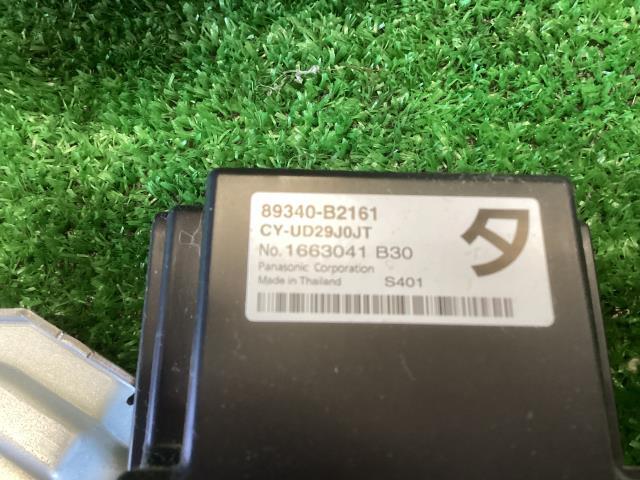 89340-B2161
CY-UD29J0JT
No. 1663041 B30
Panasonic Corporation
Made in Thailand S401